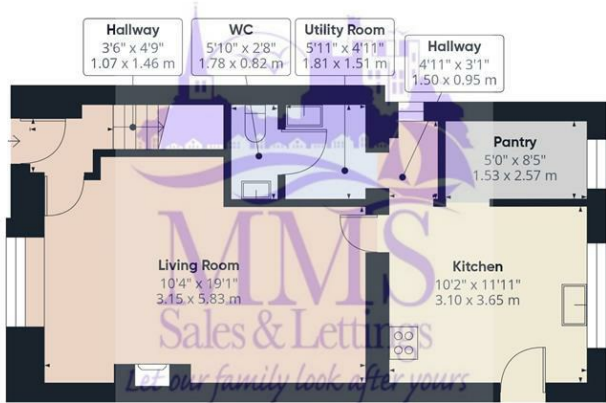 Hallway
3'6" x 4'9"
1.07 x 1.46 m
WC
5'10" x 2'8"
1.78 x 0.82 m
Utility Room
5'11" x 4'11"
1.81 x 1.51 m
Hallway
4'11" x 3'1"
1.50 x 0.95 m
Pantry
5'0" x 8'5"
1.53 x 2.57 m
Living Room
10'4" x 19'1"
3.15 x 5.83 m
Kitchen
10'2" x 11'11"
3.10 x 3.65 m
MMS
Sales & Lettings
Let our family look after yours